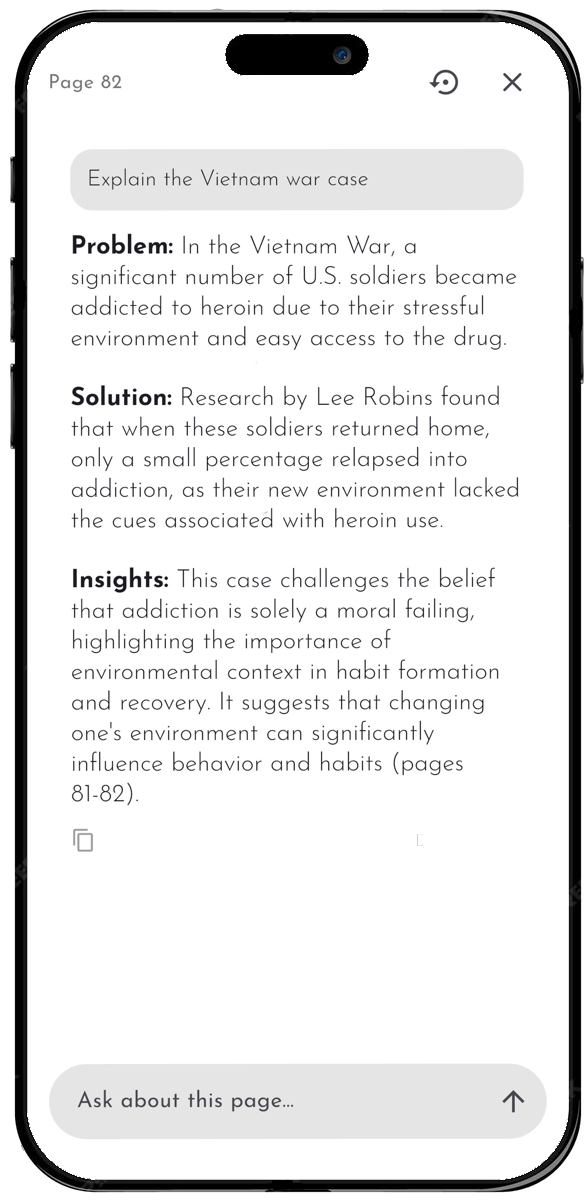 Page 82
Explain the Vietnam war case
Problem: In the Vietnam War, a
significant number of U.S. soldiers became
addicted to heroin due to their stressful
environment and easy access to the drug.
Solution: Research by Lee Robins found
that when these soldiers returned home,
only a small percentage relapsed into
addiction, as their new environment lacked
the cues associated with heroin use.
Insights: This case challenges the belief
that addiction is solely a moral failing,
highlighting the importance of
environmental context in habit formation
and recovery. It suggests that changing
one's environment can significantly
influence behavior and habits (pages
81-82).
Ask about this page...